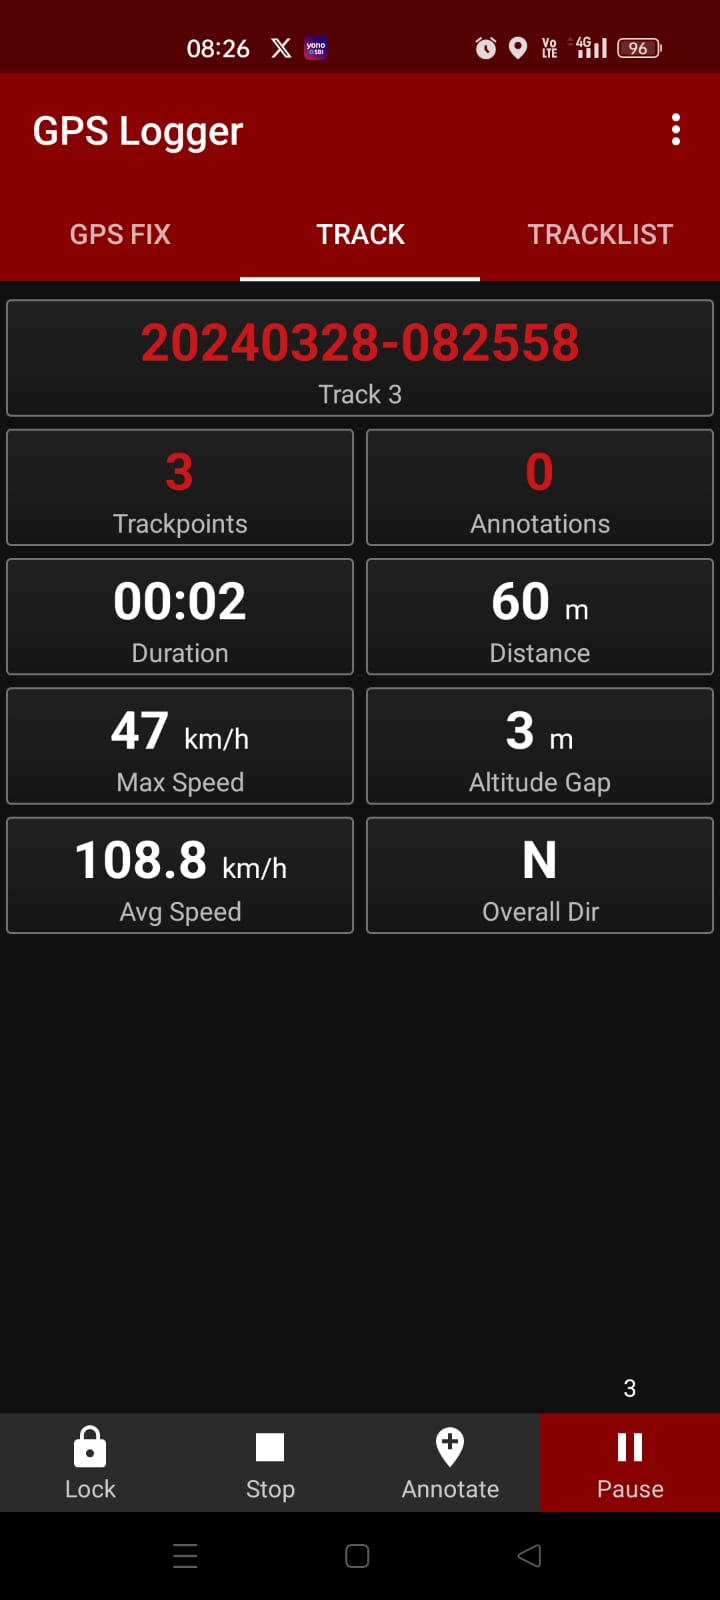 08:26 X yono SBI Vo LTE 4G 96
GPS Logger
GPS FIX TRACK TRACKLIST
20240328-082558
Track 3
3 0
Trackpoints Annotations
00:02 60 m
Duration Distance
47 km/h 3 m
Max Speed Altitude Gap
108.8 km/h N
Avg Speed Overall Dir
3
Lock Stop Annotate Pause